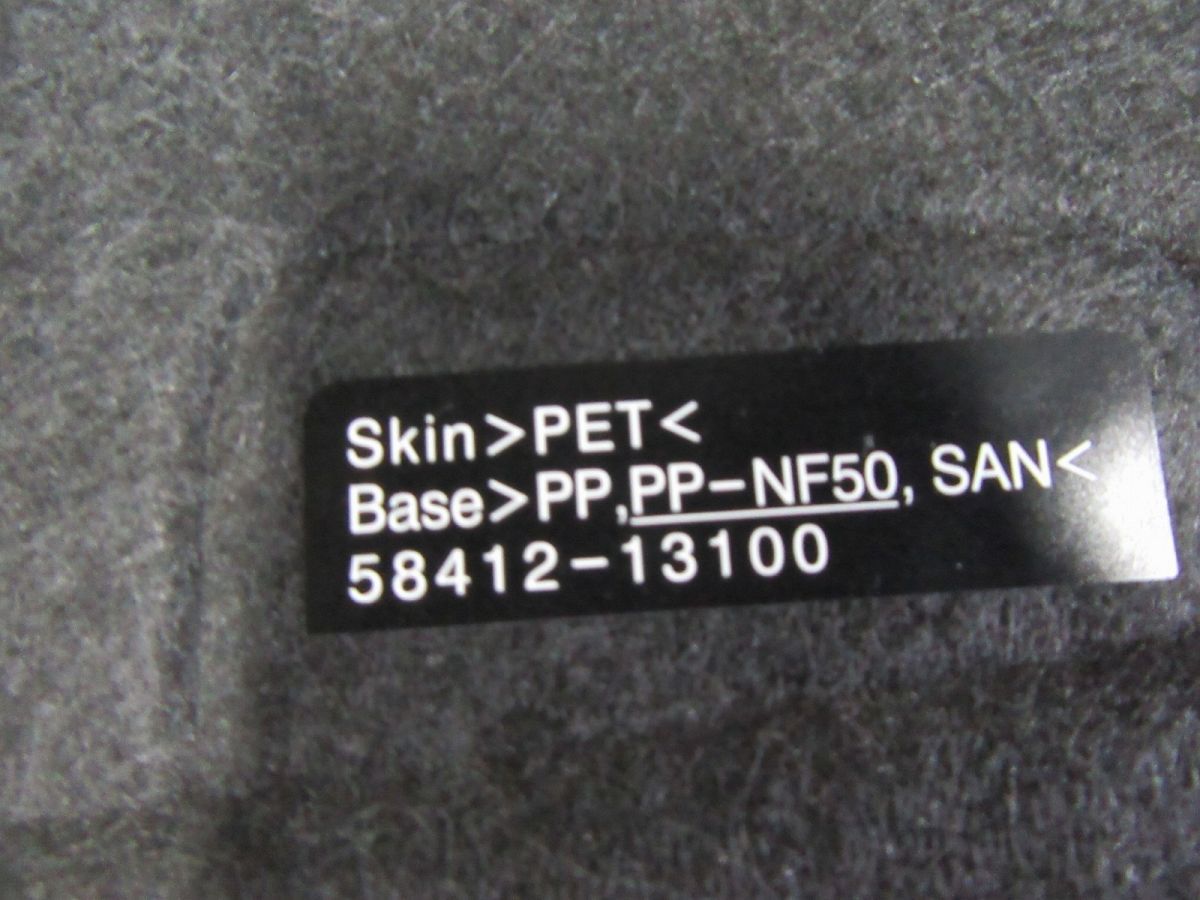 Skin>PET<
Base>PP,PP-NF50, SAN<
58412-13100